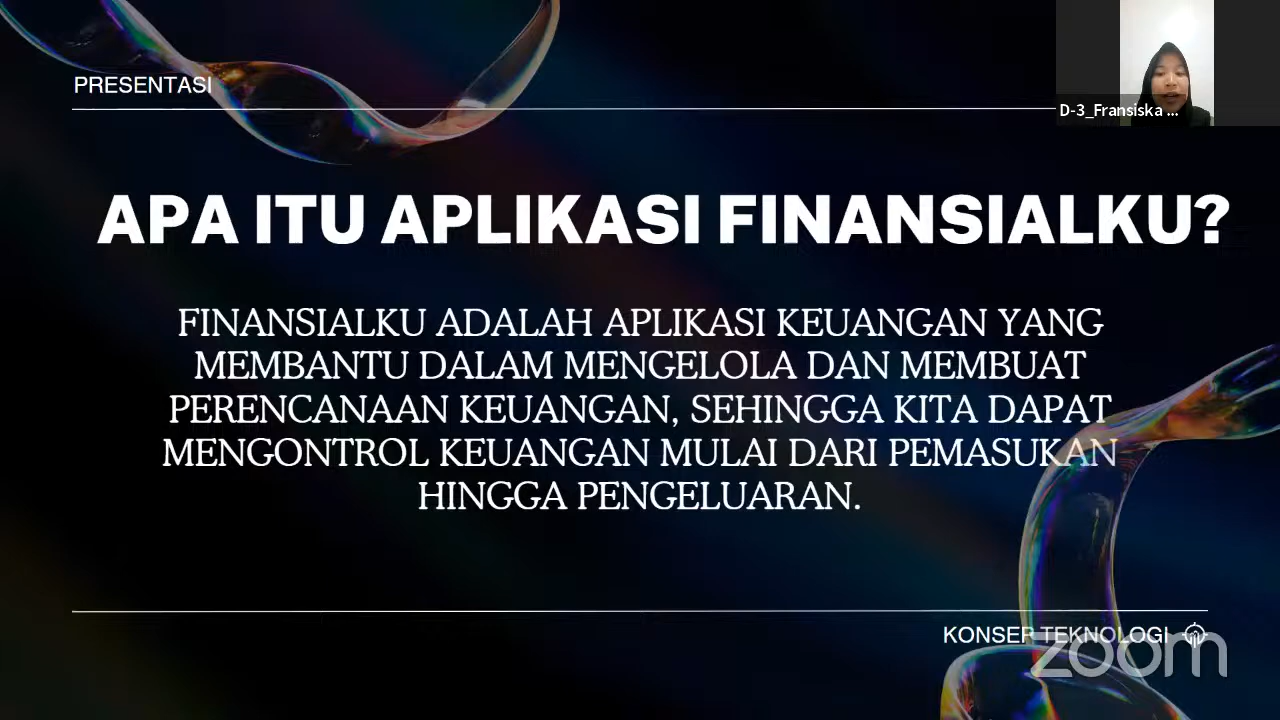 PRESENTASI
D-3_Fransiska ...
APA ITU APLIKASI FINANSIALKU?
FINANSIALKU ADALAH APLIKASI KEUANGAN YANG
MEMBANTU DALAM MENGELOLA DAN MEMBUAT
PERENCANAAN KEUANGAN, SEHINGGA KITA DAPAT
MENGONTROL KEUANGAN MULAI DARI PEMASUKAN
HINGGA PENGELUARAN.
KONSEP TEKNOLOGI
zoom